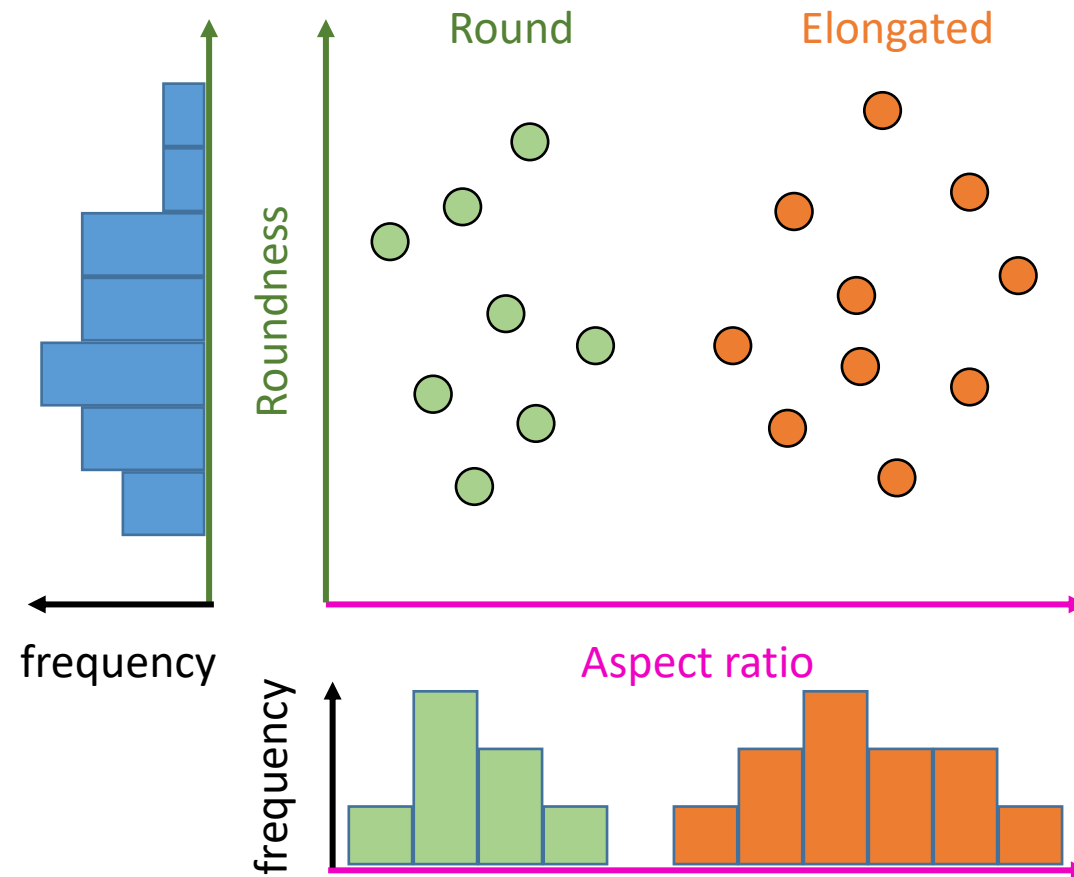 Round
Elongated
Roundness
frequency
Aspect ratio
frequency